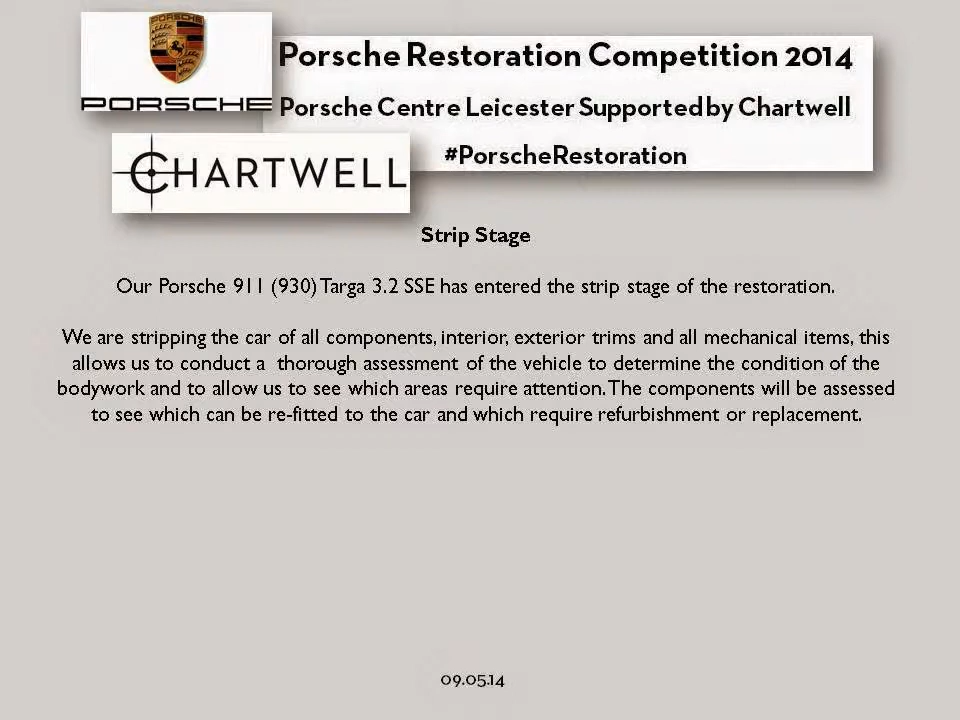 PORSCHE
PORSCHE
Porsche Restoration Competition 2014
Porsche Centre Leicester Supported by Chartwell
#PorscheRestoration
CHARTWELL
Strip Stage
Our Porsche 911 (930) Targa 3.2 SSE has entered the strip stage of the restoration.
We are stripping the car of all components, interior, exterior trims and all mechanical items, this
allows us to conduct a thorough assessment of the vehicle to determine the condition of the
bodywork and to allow us to see which areas require attention. The components will be assessed
to see which can be re-fitted to the car and which require refurbishment or replacement.
09.05.14